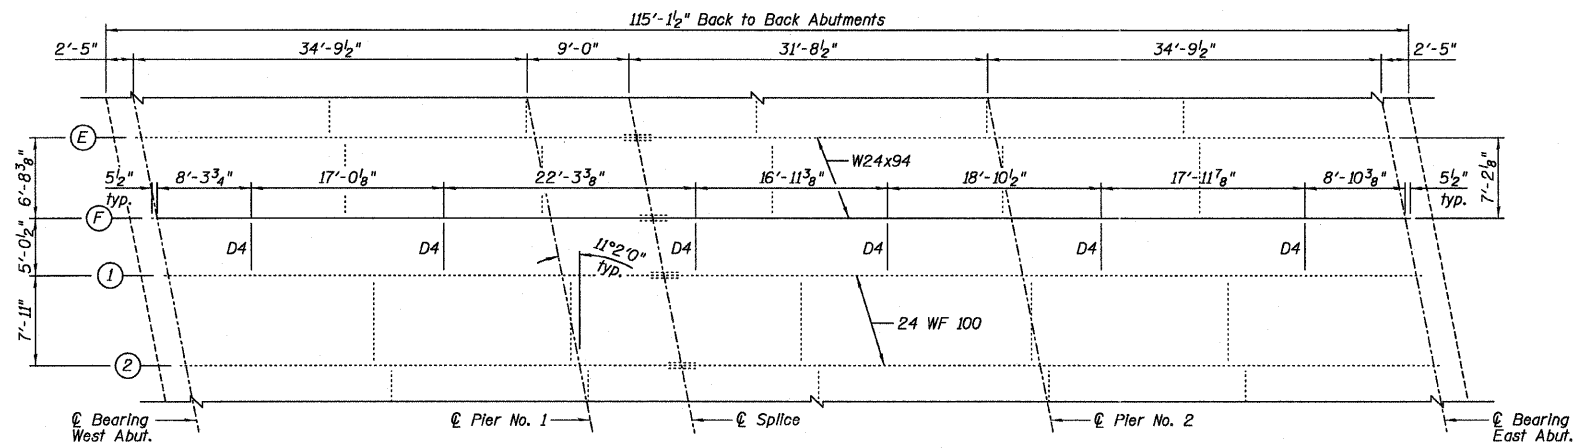 115'-1½" Back to Back Abutments
2'-5" 34'-9½" 9'-0" 31'-8½" 34'-9½" 2'-5"
E
6'-8⅜"
W24x94
7'-2⅛"
5½" typ. 8'-3¾" 17'-0⅛" 22'-3⅜" 16'-11⅜" 18'-10½" 17'-11⅞" 8'-10⅜" 5½" typ.
F
5'-0½"
D4 D4 D4 D4 D4 D4
11°2'0" typ.
1
7'-11"
24 WF 100
2
℄ Bearing West Abut.
℄ Pier No. 1
℄ Splice
℄ Pier No. 2
℄ Bearing East Abut.